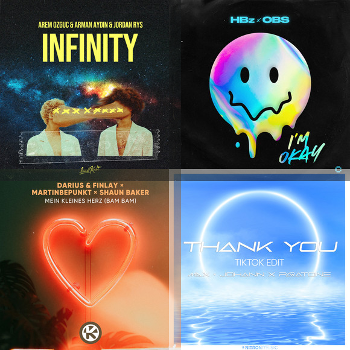 AREM OZGUC & ARMAN AYDIN & JORDAN RYS
INFINITY
HBz × OBS
I'M
OKAY
DARIUS & FINLAY ×
MARTINBEPUNKT × SHAUN BAKER
MEIN KLEINES HERZ (BAM BAM)
K
THANK YOU
TIKTOK EDIT